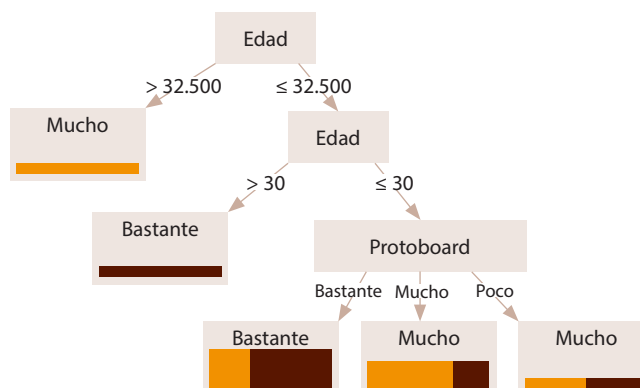 Edad
> 32.500
≤ 32.500
Mucho
Edad
> 30
≤ 30
Bastante
Protoboard
Bastante
Mucho
Poco
Bastante
Mucho
Mucho